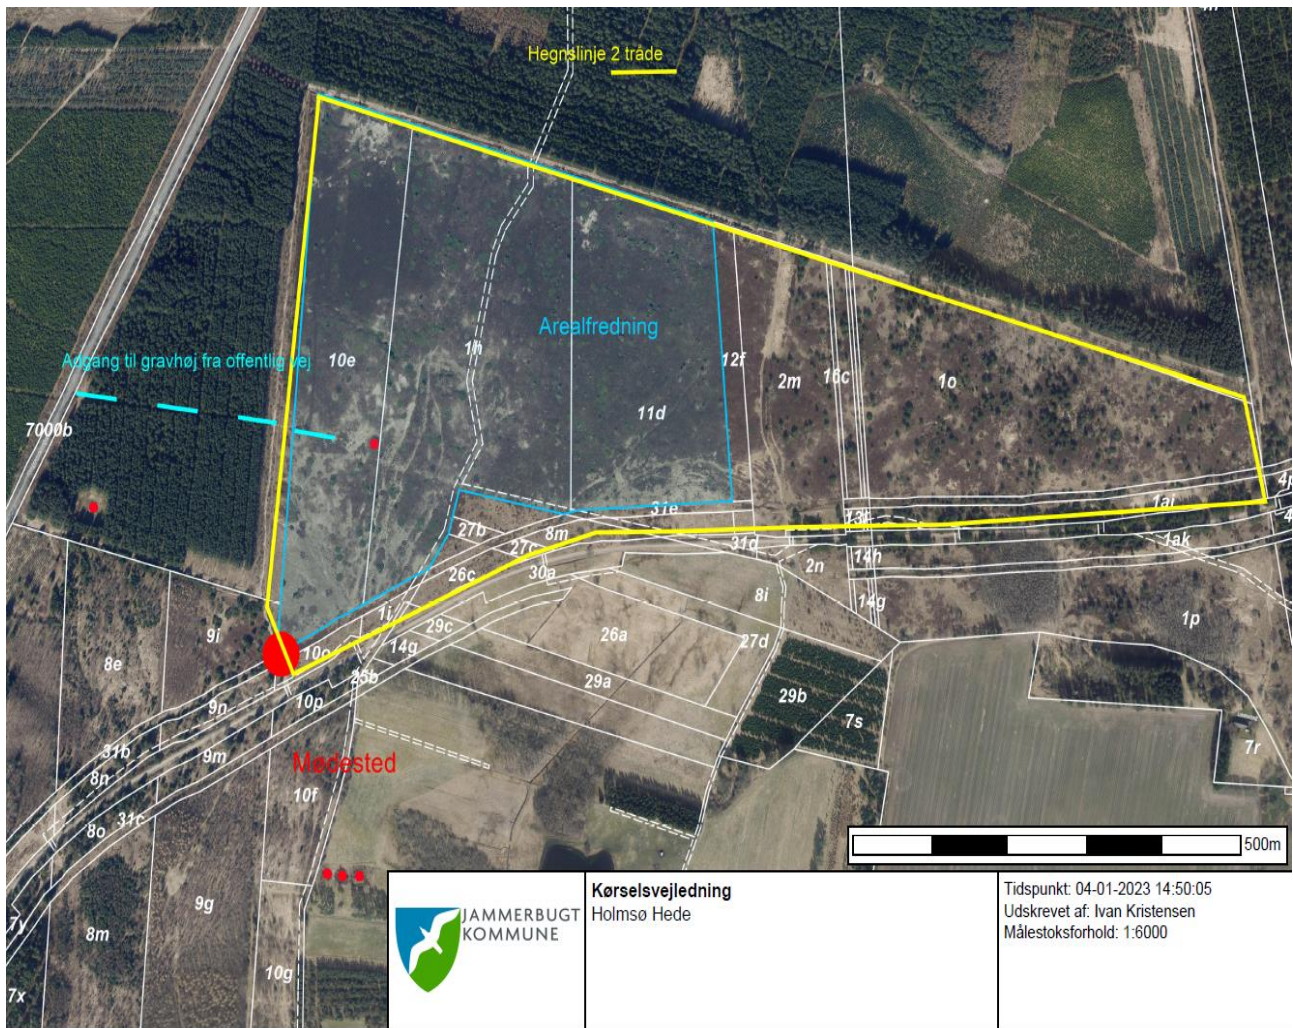 Hegnslinje 2 tråde
Arealfredning
Adgang til gravhøj fra offentlig vej
10e
1h
12f
2m
16c
1o
11d
7000b
4p
1ai
31e
27b
8m
27c
31d
14h
1ak
26c
30a
2n
8i
14g
1i
29c
1p
9i
26a
27d
8e
10o
14g
25b
29a
29b
10p
9n
7s
31b
9m
7r
8n
Mødested
10f
31c
8o
500m
9g
7y
8m
10g
7x
JAMMERBUGT
KOMMUNE
Kørselsvejledning
Holmsø Hede
Tidspunkt: 04-01-2023 14:50:05
Udskrevet af: Ivan Kristensen
Målestoksforhold: 1:6000